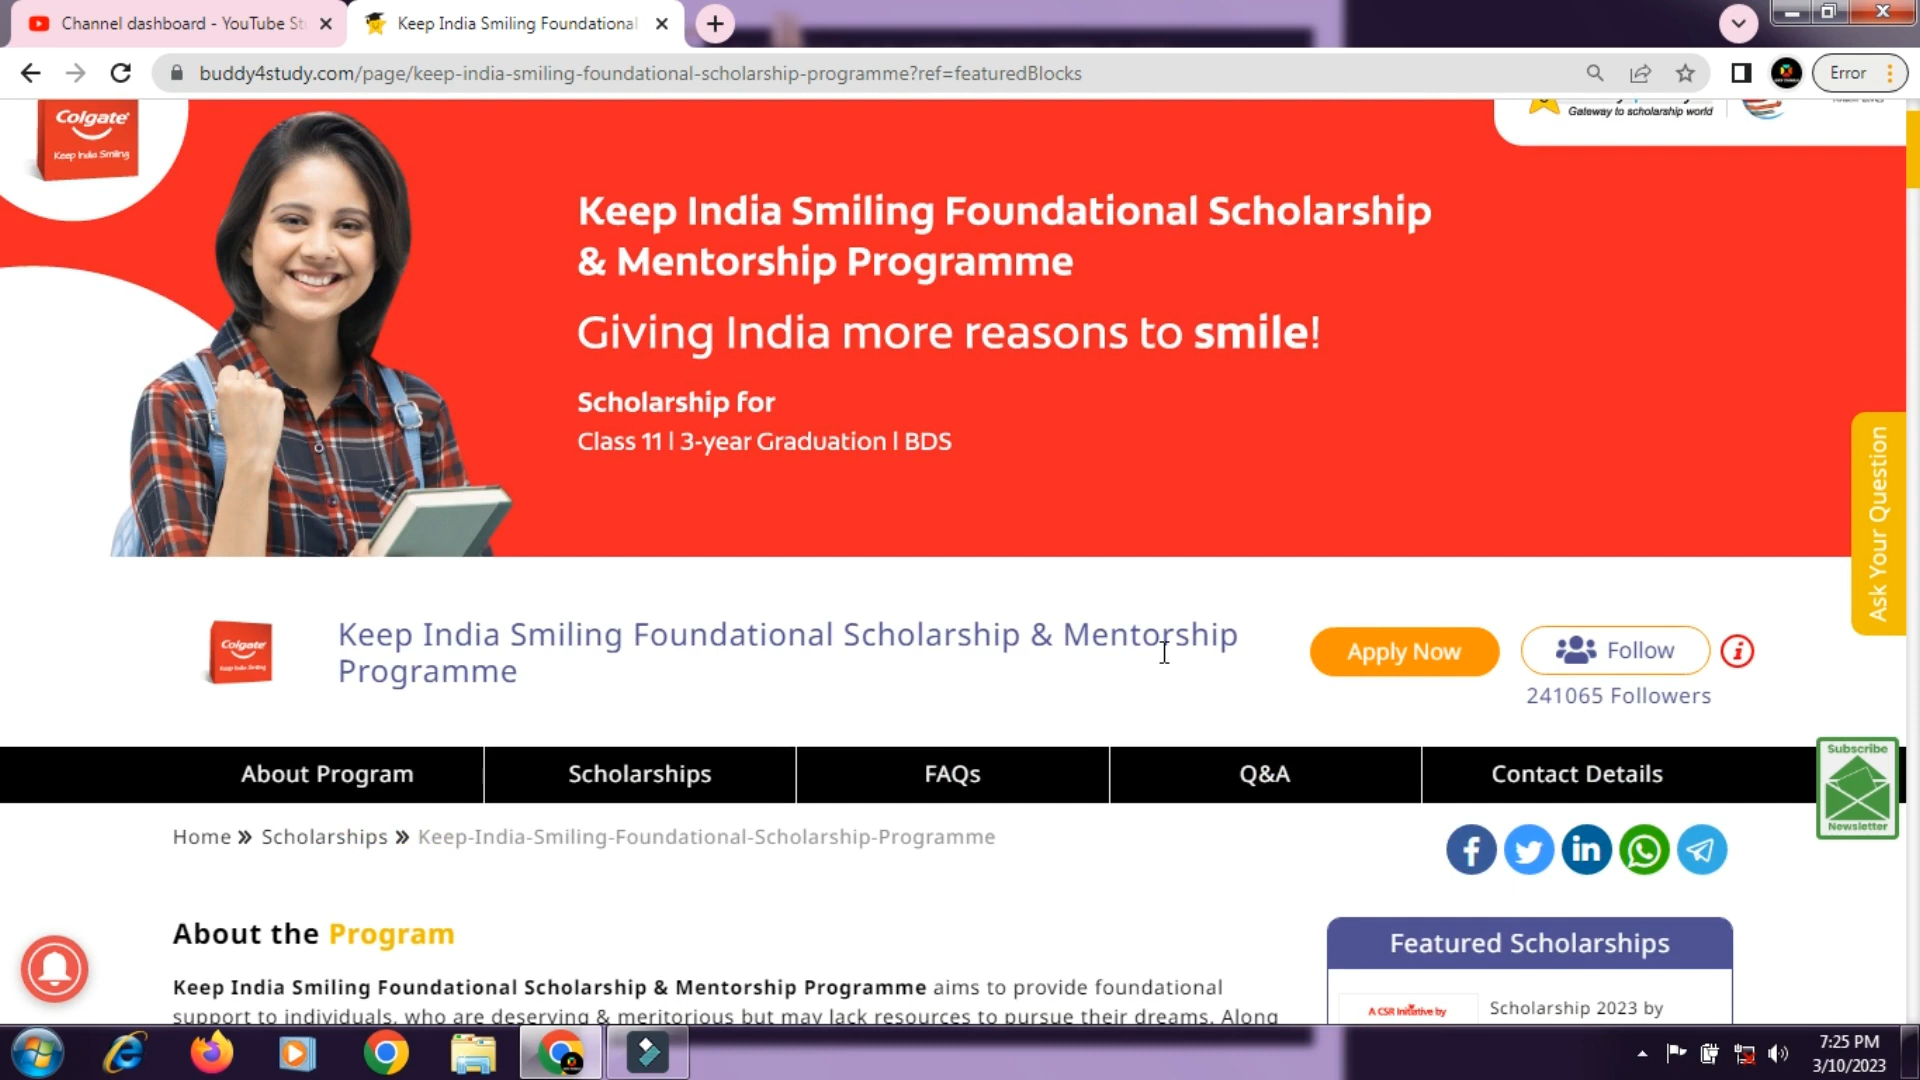 Channel dashboard - YouTube St
Keep India Smiling Foundational
buddy4study.com/page/keep-india-smiling-foundational-scholarship-programme?ref=featuredBlocks
Error
Colgate
Keep India Smiling
Gateway to scholarship world
Keep India Smiling Foundational Scholarship
& Mentorship Programme
Giving India more reasons to smile!
Scholarship for
Class 11 | 3-year Graduation | BDS
Ask Your Question
Colgate
Keep India Smiling
Keep India Smiling Foundational Scholarship & Mentorship
Programme
Apply Now
Follow
241065 Followers
About Program
Scholarships
FAQs
Q&A
Contact Details
Subscribe
Newsletter
Home » Scholarships » Keep-India-Smiling-Foundational-Scholarship-Programme
About the Program
Featured Scholarships
Keep India Smiling Foundational Scholarship & Mentorship Programme aims to provide foundational
support to individuals, who are deserving & meritorious but may lack resources to pursue their dreams. Along
A CSR Initiative by
Scholarship 2023 by
7:25 PM
3/10/2023